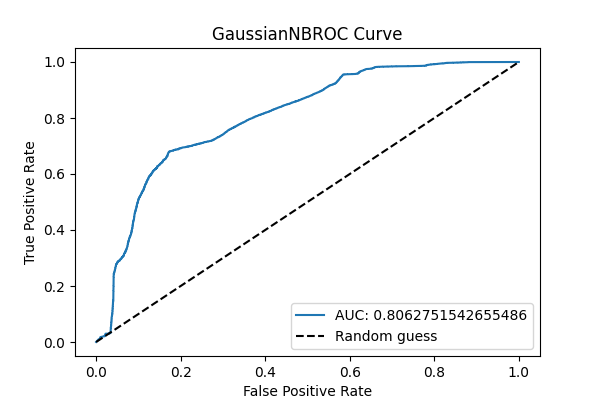 GaussianNBROC Curve
1.0
0.8
0.6
0.4
0.2
0.0
True Positive Rate
AUC: 0.8062751542655486
Random guess
0.0 0.2 0.4 0.6 0.8 1.0
False Positive Rate